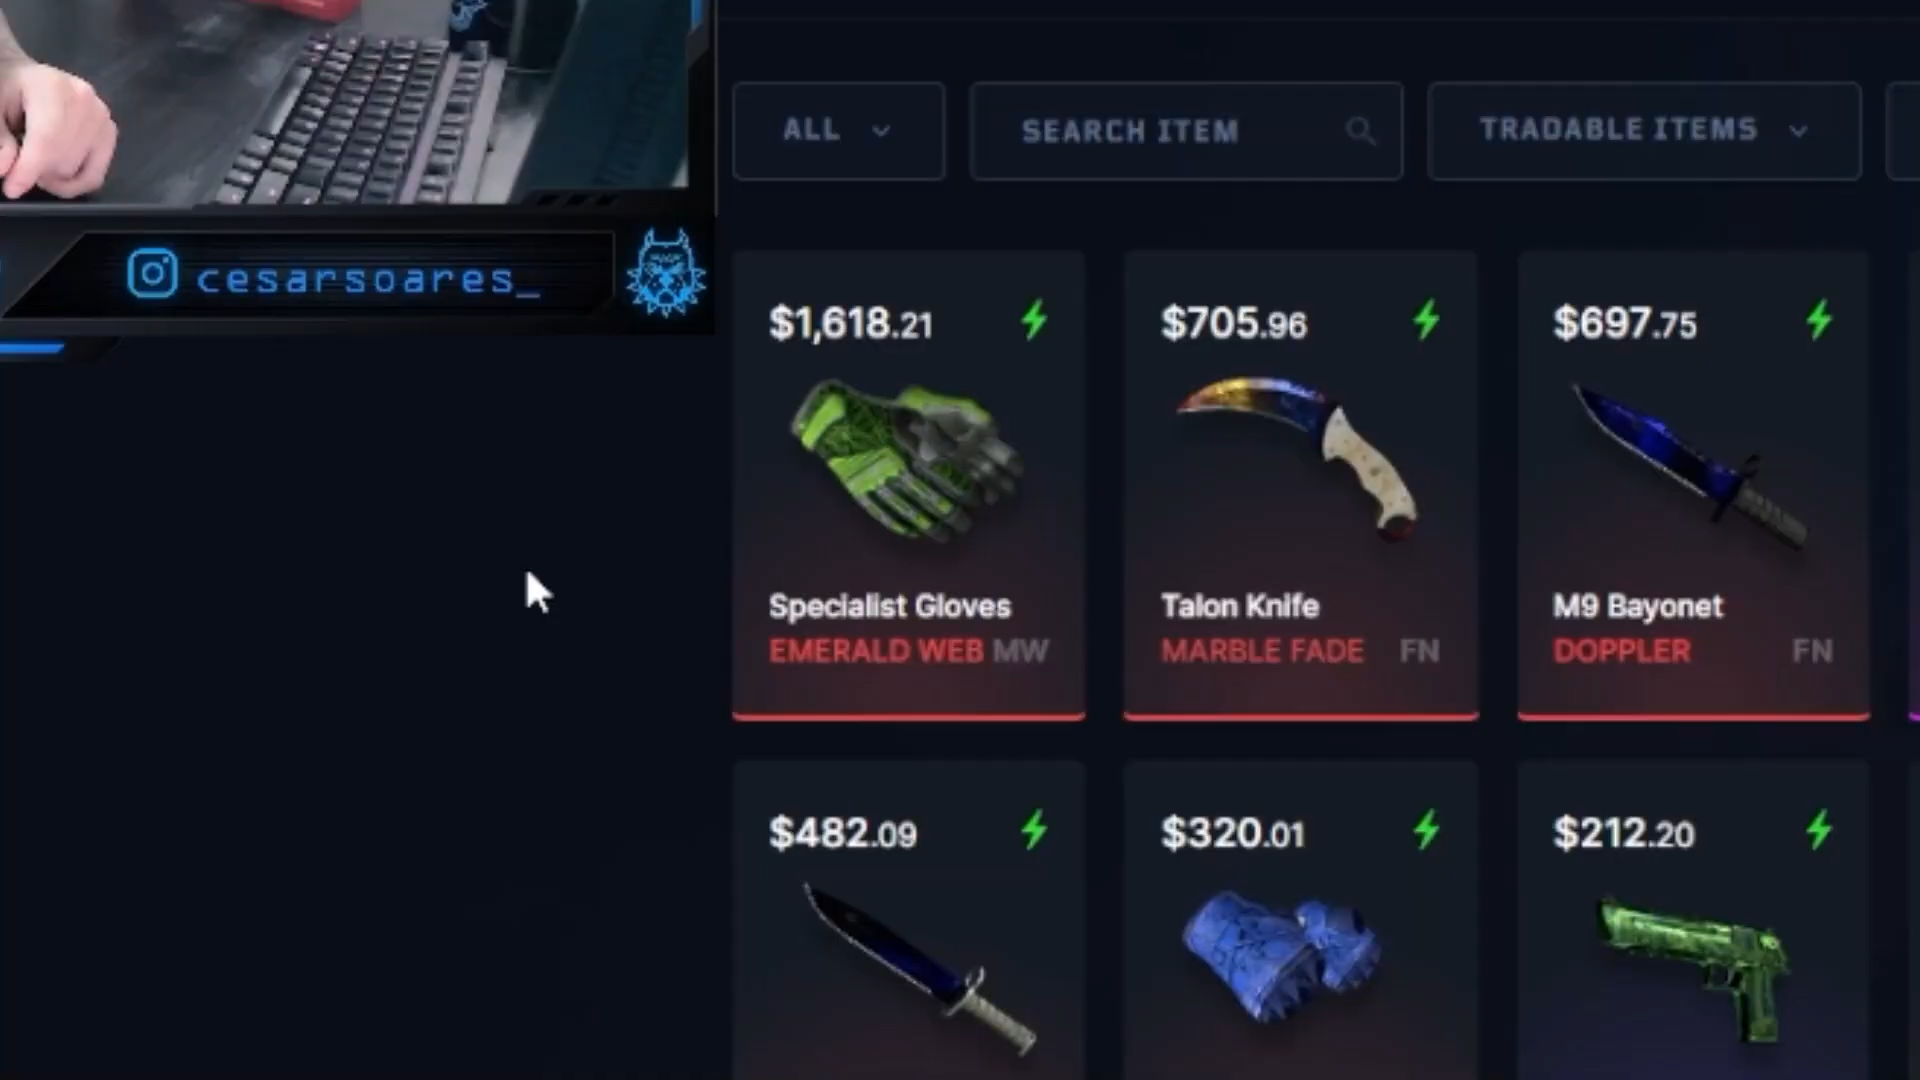 cesarsoares_
ALL
SEARCH ITEM
TRADABLE ITEMS
$1,618.21
$705.96
$697.75
Specialist Gloves
EMERALD WEB MW
Talon Knife
MARBLE FADE FN
M9 Bayonet
DOPPLER FN
$482.09
$320.01
$212.20